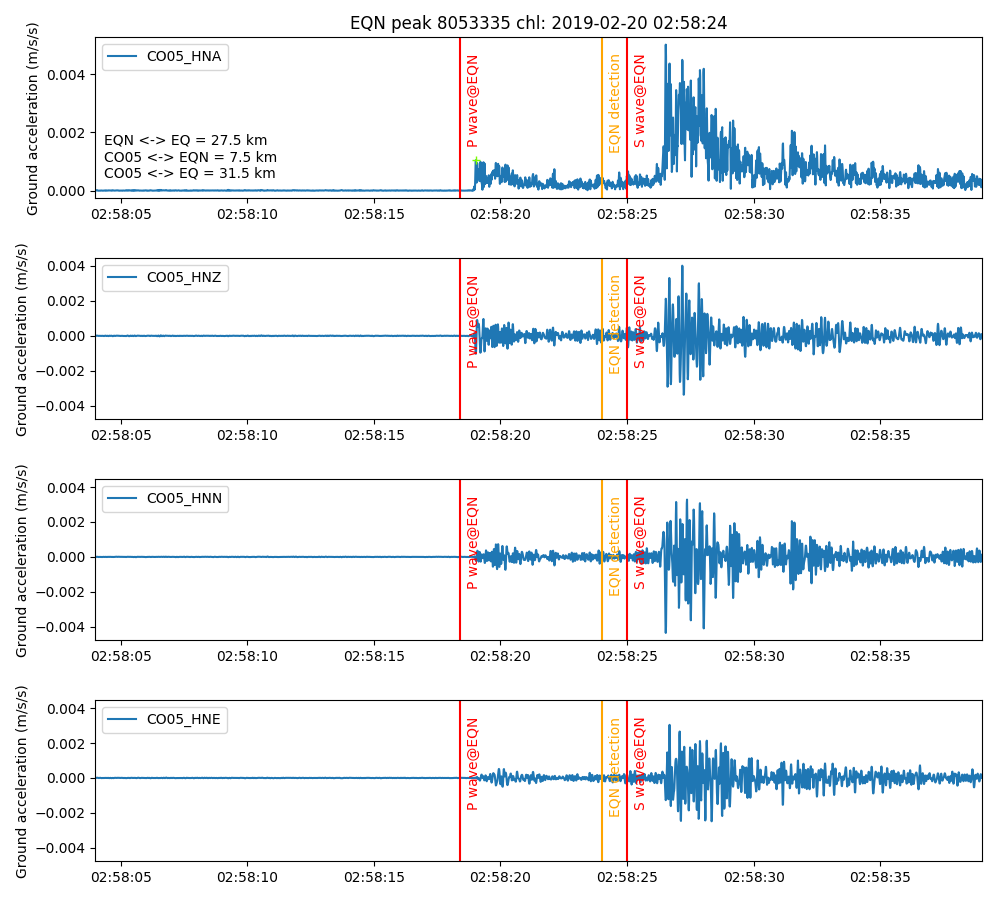 EQN peak 8053335 chl: 2019-02-20 02:58:24
Ground acceleration (m/s/s)
0.004
0.002
0.000
CO05_HNA
EQN <-> EQ = 27.5 km
CO05 <-> EQN = 7.5 km
CO05 <-> EQ = 31.5 km
P wave@EQN
EQN detection
S wave@EQN
02:58:05 02:58:10 02:58:15 02:58:20 02:58:25 02:58:30 02:58:35
Ground acceleration (m/s/s)
0.004
0.002
0.000
−0.002
−0.004
CO05_HNZ
P wave@EQN
EQN detection
S wave@EQN
02:58:05 02:58:10 02:58:15 02:58:20 02:58:25 02:58:30 02:58:35
Ground acceleration (m/s/s)
0.004
0.002
0.000
−0.002
−0.004
CO05_HNN
P wave@EQN
EQN detection
S wave@EQN
02:58:05 02:58:10 02:58:15 02:58:20 02:58:25 02:58:30 02:58:35
Ground acceleration (m/s/s)
0.004
0.002
0.000
−0.002
−0.004
CO05_HNE
P wave@EQN
EQN detection
S wave@EQN
02:58:05 02:58:10 02:58:15 02:58:20 02:58:25 02:58:30 02:58:35